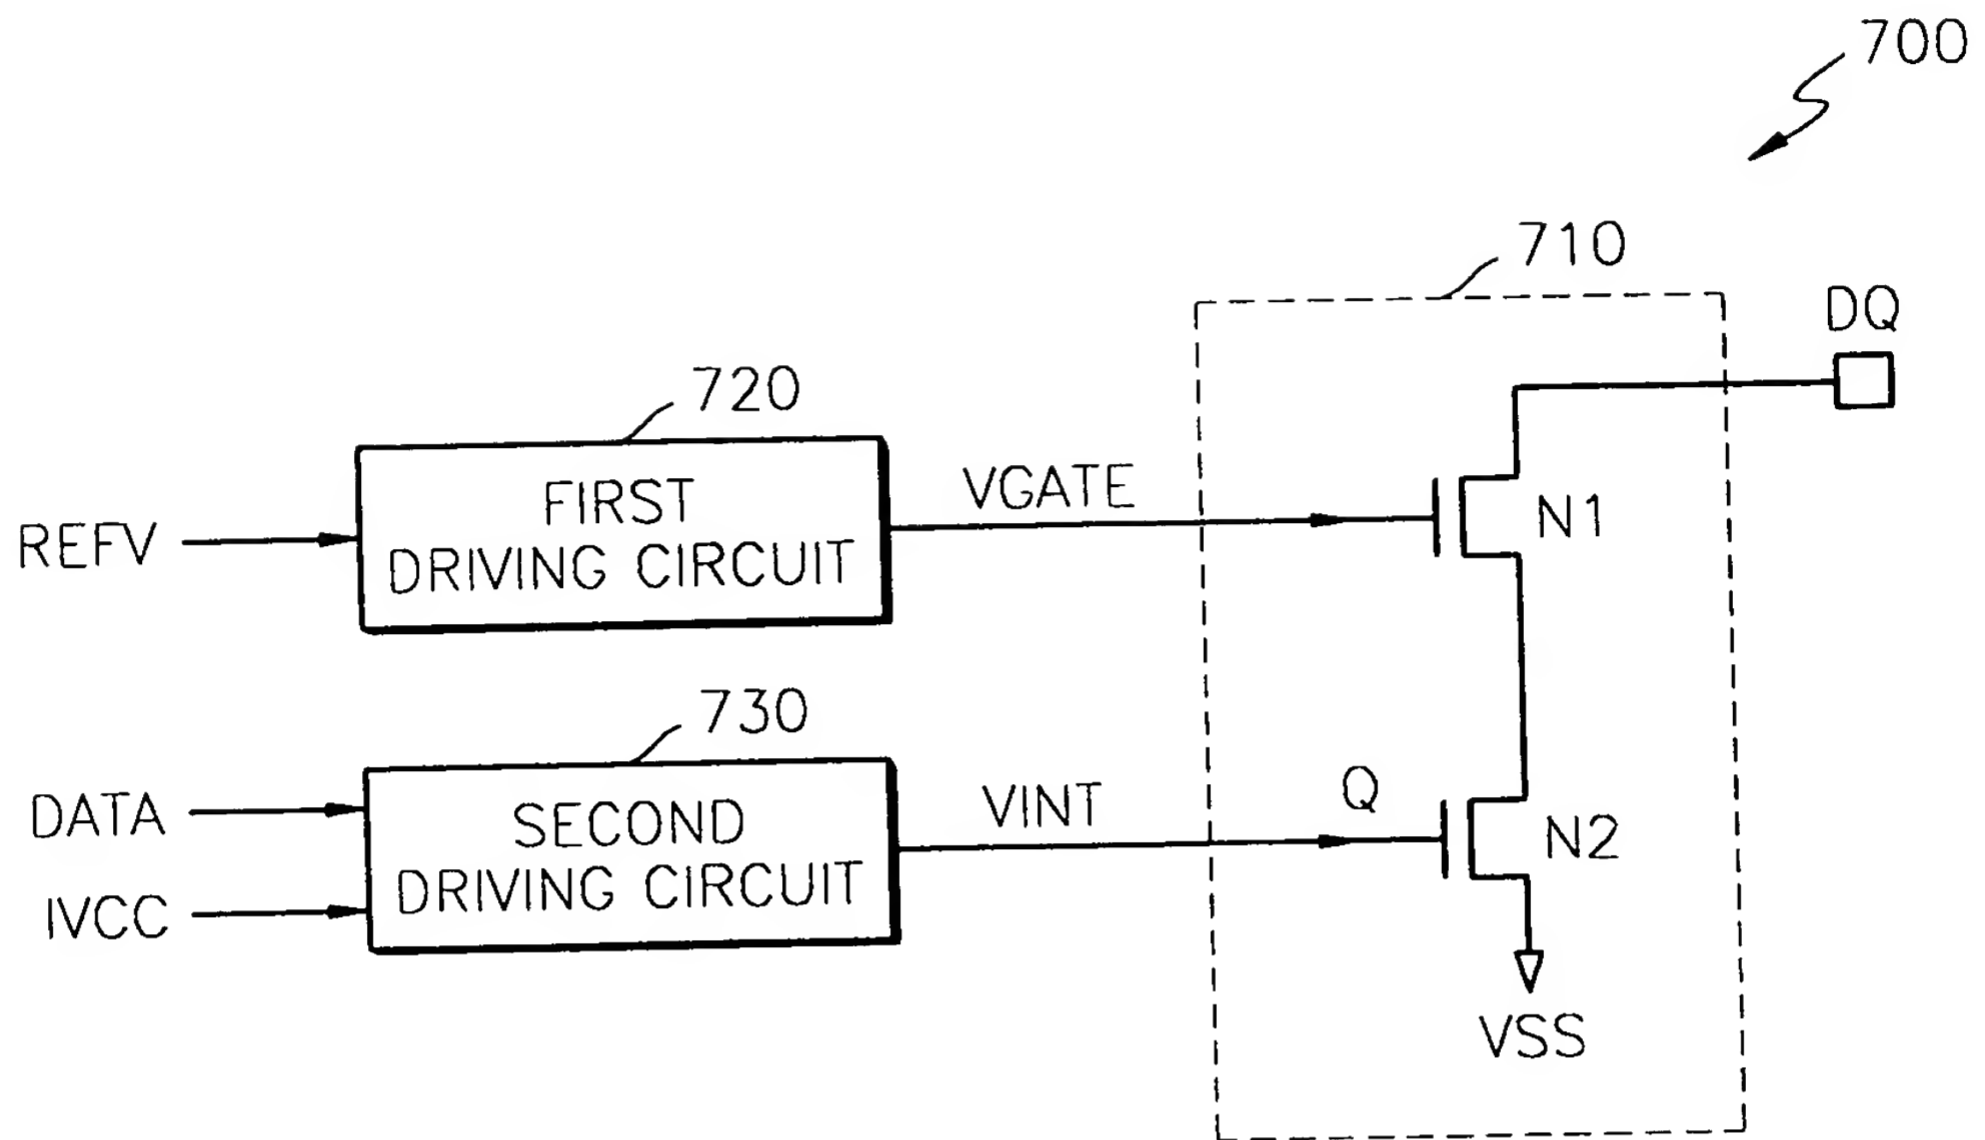 700
710
DQ
720
FIRST
DRIVING CIRCUIT
REFV
VGATE
N1
730
DATA
IVCC
SECOND
DRIVING CIRCUIT
VINT
Q
N2
VSS